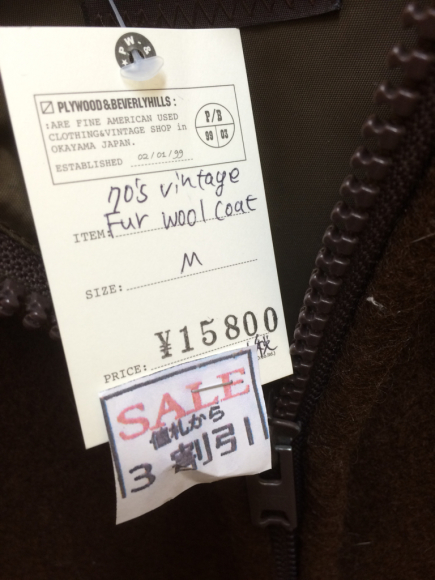 P.W.&
PLYWOOD&BEVERLYHILLS:
:ARE FINE AMERICAN USED
CLOTHING&VINTAGE SHOP in
OKAYAMA JAPAN.
ESTABLISHED 02/01/99
P/B
99 03
ITEM: 70's vintage
Fur wool coat
SIZE: M
PRICE: ¥15800
SALE
値札から
3割引